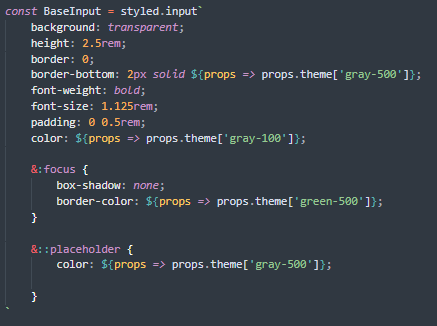 const BaseInput = styled.input`
    background: transparent;
    height: 2.5rem;
    border: 0;
    border-bottom: 2px solid ${props => props.theme['gray-500']};
    font-weight: bold;
    font-size: 1.125rem;
    padding: 0 0.5rem;
    color: ${props => props.theme['gray-100']};

    &:focus {
        box-shadow: none;
        border-color: ${props => props.theme['green-500']};
    }

    &::placeholder {
        color: ${props => props.theme['gray-500']};

    }
`